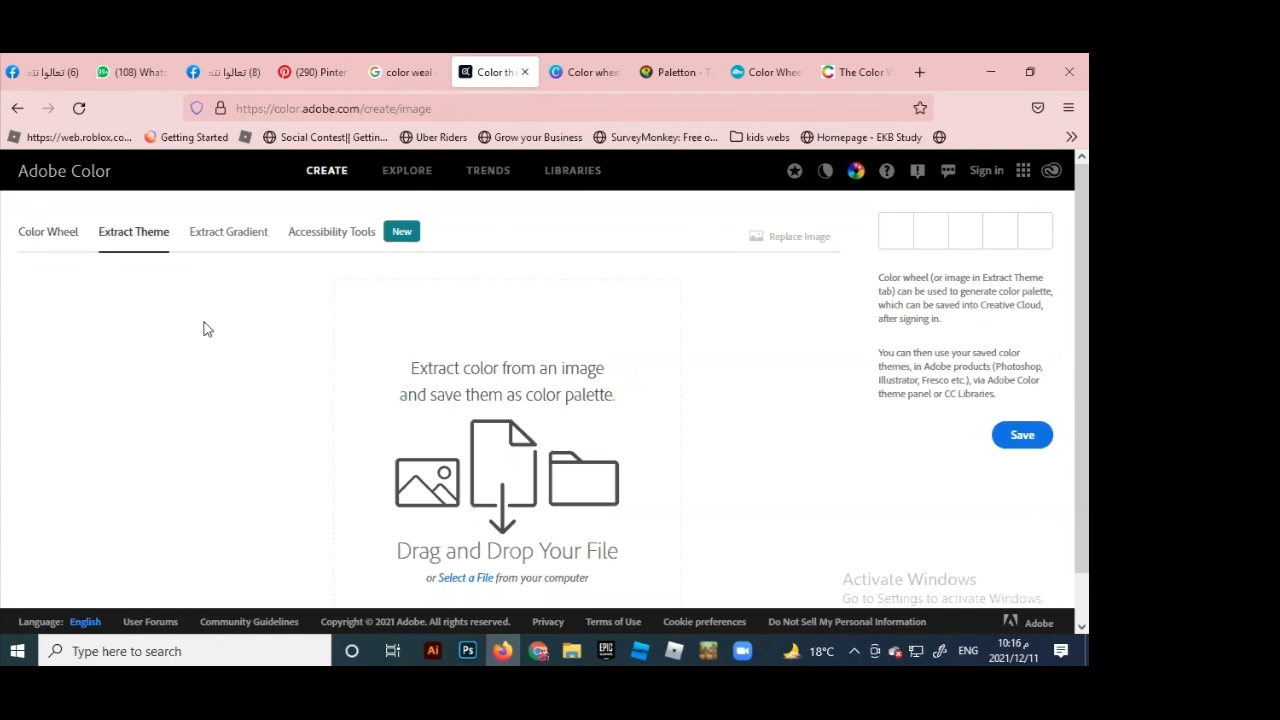 (6) تعالوا نتد
(108) Whats
(8) تعالوا نتد
(290) Pinter
color weal
Color the
Color whee
Paletton - T
Color Whee
The Color W
https://color.adobe.com/create/image
https://web.roblox.co...
Getting Started
Social Contest|| Gettin...
Uber Riders
Grow your Business
SurveyMonkey: Free o...
kids webs
Homepage - EKB Study
Adobe Color
CREATE
EXPLORE
TRENDS
LIBRARIES
Sign in
Color Wheel
Extract Theme
Extract Gradient
Accessibility Tools
New
Replace Image
Color wheel (or image in Extract Theme
tab) can be used to generate color palette,
which can be saved into Creative Cloud,
after signing in.
You can then use your saved color
themes, in Adobe products (Photoshop,
Illustrator, Fresco etc.), via Adobe Color
theme panel or CC Libraries.
Save
Extract color from an image
and save them as color palette.
Drag and Drop Your File
or Select a File from your computer
Activate Windows
Go to Settings to activate Windows.
Language: English
User Forums
Community Guidelines
Copyright © 2021 Adobe. All rights reserved.
Privacy
Terms of Use
Cookie preferences
Do Not Sell My Personal Information
Adobe
Type here to search
Ai
Ps
EPIC
18°C
ENG
10:16 م
2021/12/11